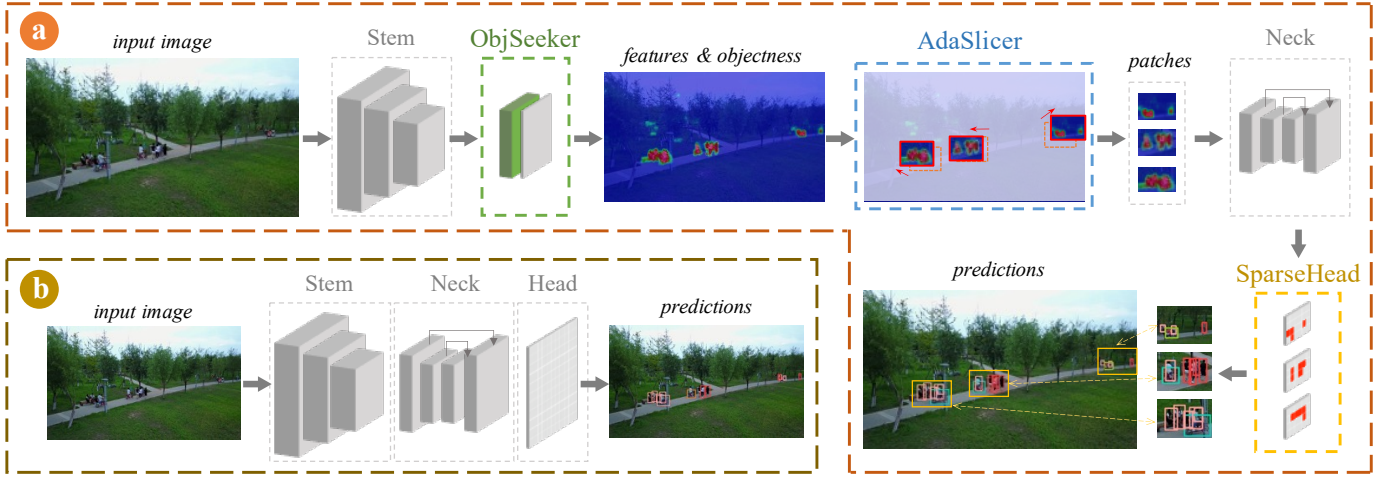 a
input image
Stem
ObjSeeker
features & objectness
AdaSlicer
patches
Neck
SparseHead
predictions
b
input image
Stem
Neck
Head
predictions